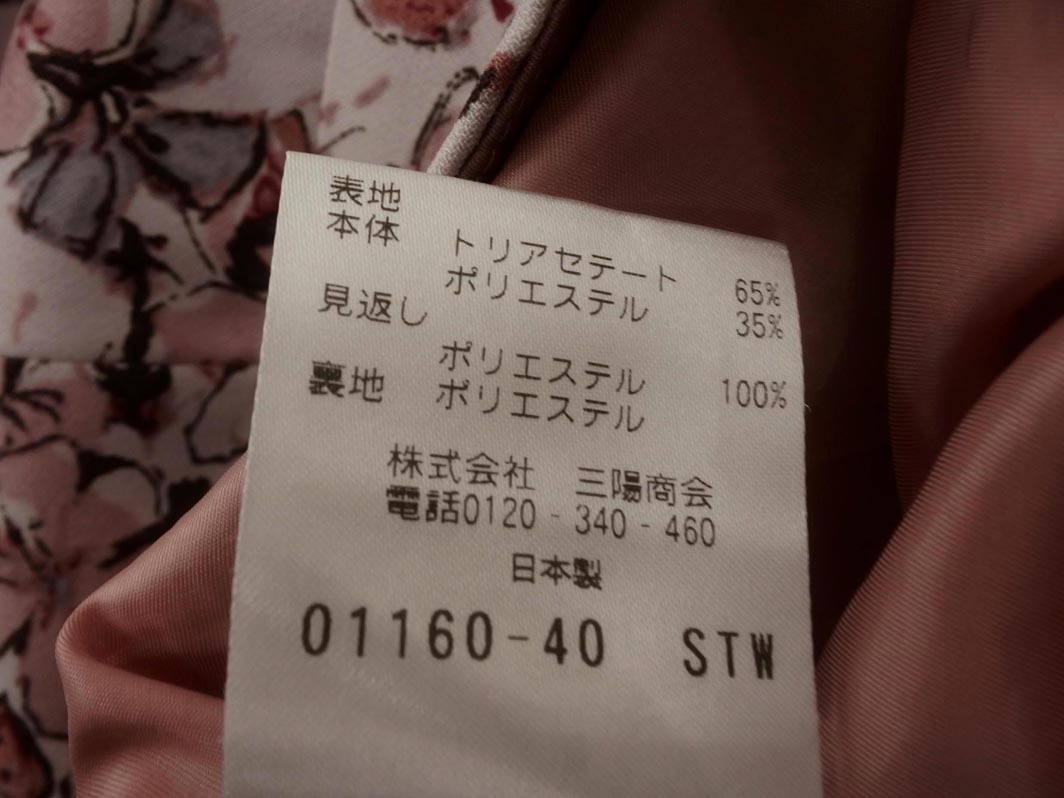 表地
本体 トリアセテート 65%
ポリエステル 35%
見返し
ポリエステル 100%
裏地 ポリエステル
株式会社 三陽商会
電話0120-340-460
日本製
01160-40 STW